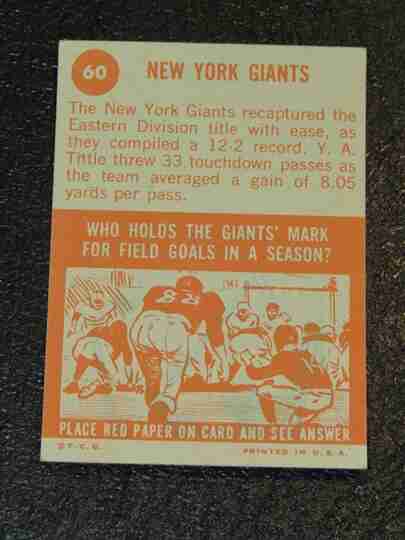 60 NEW YORK GIANTS
The New York Giants recaptured the
Eastern Division title with ease, as
they compiled a 12-2 record. Y. A.
Tittle threw 33 touchdown passes as
the team averaged a gain of 8.05
yards per pass.
WHO HOLDS THE GIANTS' MARK
FOR FIELD GOALS IN A SEASON?
88
PLACE RED PAPER ON CARD AND SEE ANSWER
©T.C.G. PRINTED IN U.S.A.